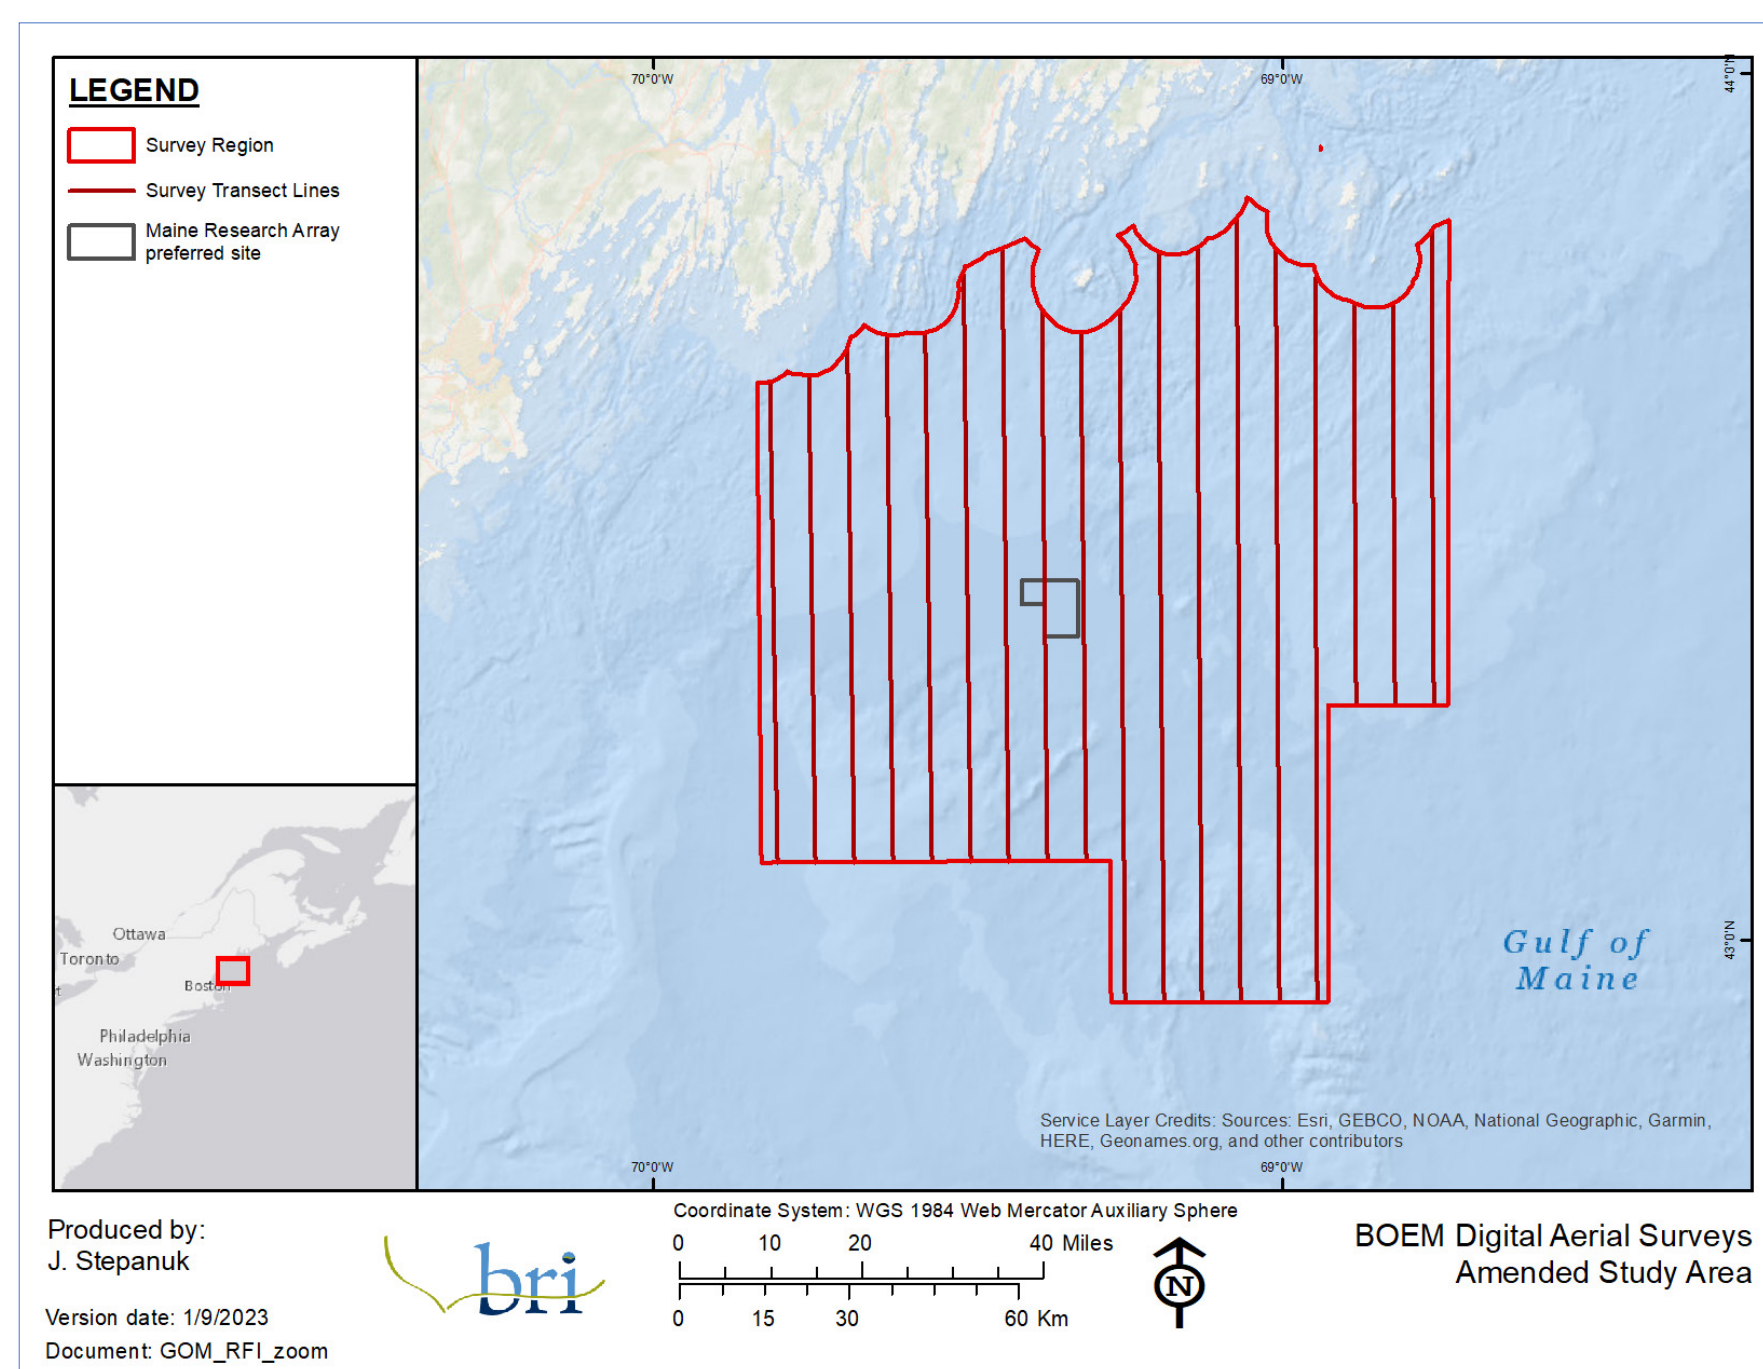 LEGEND
Survey Region
Survey Transect Lines
Maine Research Array
preferred site
70°0'W
69°0'W
44°0'N
43°0'N
Gulf of
Maine
Service Layer Credits: Sources: Esri, GEBCO, NOAA, National Geographic, Garmin,
HERE, Geonames.org, and other contributors
70°0'W
69°0'W
Ottawa
Toronto
Boston
Philadelphia
Washington
Produced by:
J. Stepanuk
Version date: 1/9/2023
Document: GOM_RFI_zoom
bri
Coordinate System: WGS 1984 Web Mercator Auxiliary Sphere
0 10 20 40 Miles
0 15 30 60 Km
N
BOEM Digital Aerial Surveys
Amended Study Area